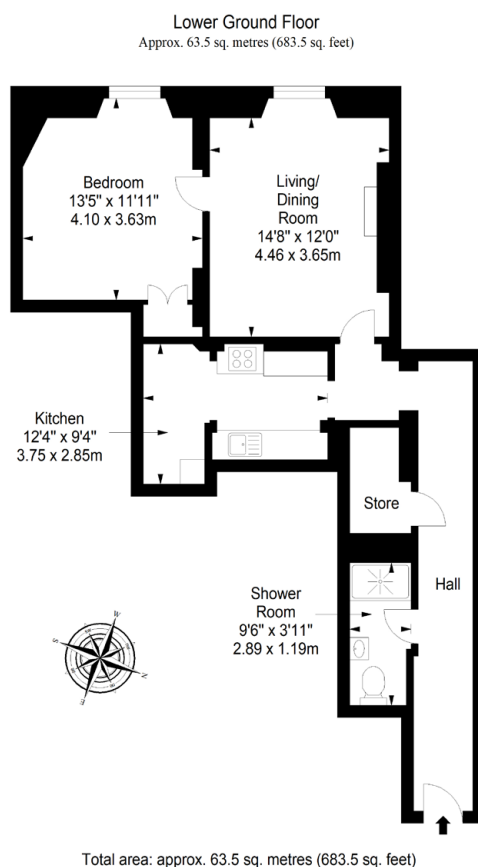 Lower Ground Floor
Approx. 63.5 sq. metres (683.5 sq. feet)
Bedroom
13'5" x 11'11"
4.10 x 3.63m
Living/
Dining
Room
14'8" x 12'0"
4.46 x 3.65m
Kitchen
12'4" x 9'4"
3.75 x 2.85m
Store
Hall
Shower
Room
9'6" x 3'11"
2.89 x 1.19m
W
S
N
E
Total area: approx. 63.5 sq. metres (683.5 sq. feet)